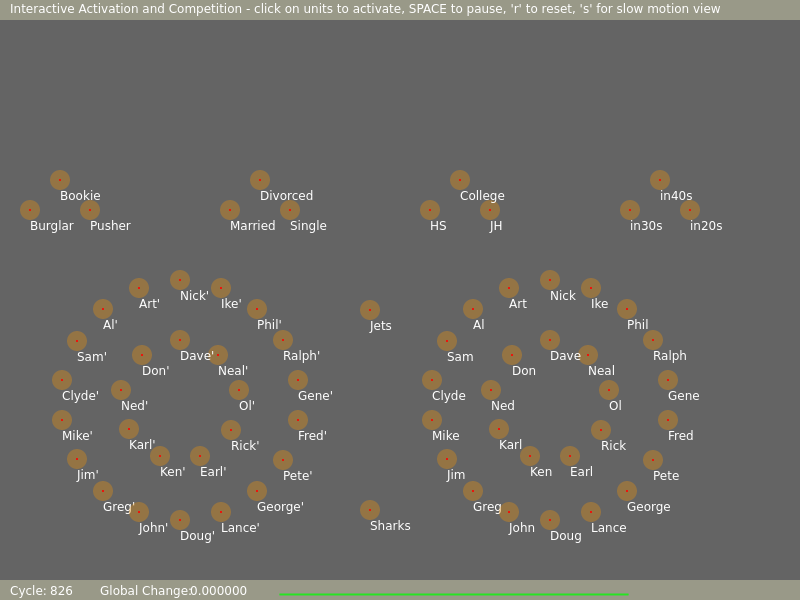 Interactive Activation and Competition - click on units to activate, SPACE to pause, 'r' to reset, 's' for slow motion view
Bookie Divorced College in40s
Burglar Pusher Married Single HS JH in30s in20s
Nick' Nick
Art' Ike' Art Ike
Al' Phil' Jets Al Phil
Sam' Dave' Ralph' Sam Dave Ralph
Don' Neal' Don Neal
Clyde' Gene' Clyde Gene
Ned' Ol' Ned Ol
Mike' Fred' Mike Fred
Karl' Rick' Karl Rick
Jim' Ken' Earl' Pete' Jim Ken Earl Pete
Greg' George' Greg George
John' Doug' Lance' Sharks John Doug Lance
Cycle: 826 Global Change:0.000000